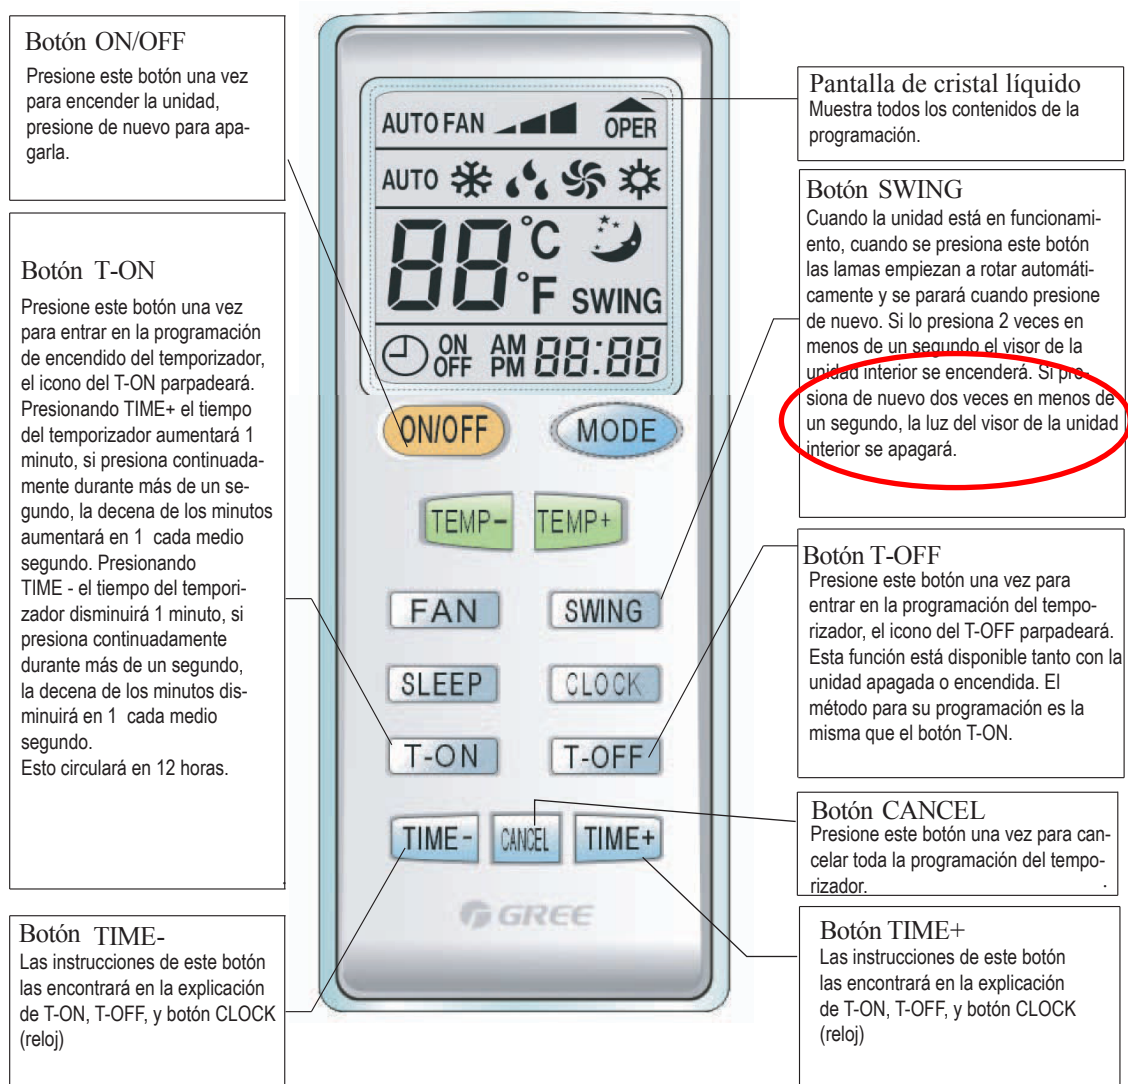 Botón ON/OFF
Presione este botón una vez
para encender la unidad,
presione de nuevo para apa-
garla.
Botón T-ON
Presione este botón una vez
para entrar en la programación
de encendido del temporizador,
el icono del T-ON parpadeará.
Presionando TIME+ el tiempo
del temporizador aumentará 1
minuto, si presiona continuada-
mente durante más de un se-
gundo, la decena de los minutos
aumentará en 1 cada medio
segundo. Presionando
TIME - el tiempo del tempori-
zador disminuirá 1 minuto, si
presiona continuadamente
durante más de un segundo,
la decena de los minutos dis-
minuirá en 1 cada medio
segundo.
Esto circulará en 12 horas.
Botón TIME-
Las instrucciones de este botón
las encontrará en la explicación
de T-ON, T-OFF, y botón CLOCK
(reloj)
AUTO FAN OPER
AUTO
88 °C
°F SWING
ON AM 88:88
OFF PM
ON/OFF MODE
TEMP- TEMP+
FAN SWING
SLEEP CLOCK
T-ON T-OFF
TIME- CANCEL TIME+
GREE
Pantalla de cristal líquido
Muestra todos los contenidos de la
programación.
Botón SWING
Cuando la unidad está en funcionami-
ento, cuando se presiona este botón
las lamas empiezan a rotar automáti-
camente y se parará cuando presione
de nuevo. Si lo presiona 2 veces en
menos de un segundo el visor de la
unidad interior se encenderá. Si pre-
siona de nuevo dos veces en menos de
un segundo, la luz del visor de la unidad
interior se apagará.
Botón T-OFF
Presione este botón una vez para
entrar en la programación del tempo-
rizador, el icono del T-OFF parpadeará.
Esta función está disponible tanto con la
unidad apagada o encendida. El
método para su programación es la
misma que el botón T-ON.
Botón CANCEL
Presione este botón una vez para can-
celar toda la programación del tempo-
rizador.
Botón TIME+
Las instrucciones de este botón
las encontrará en la explicación
de T-ON, T-OFF, y botón CLOCK
(reloj)